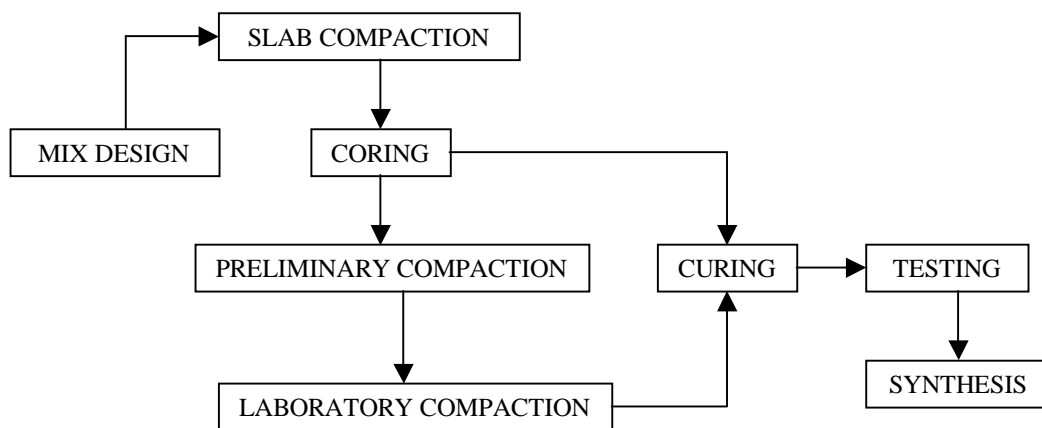 SLAB COMPACTION
MIX DESIGN
CORING
PRELIMINARY COMPACTION
CURING
TESTING
SYNTHESIS
LABORATORY COMPACTION